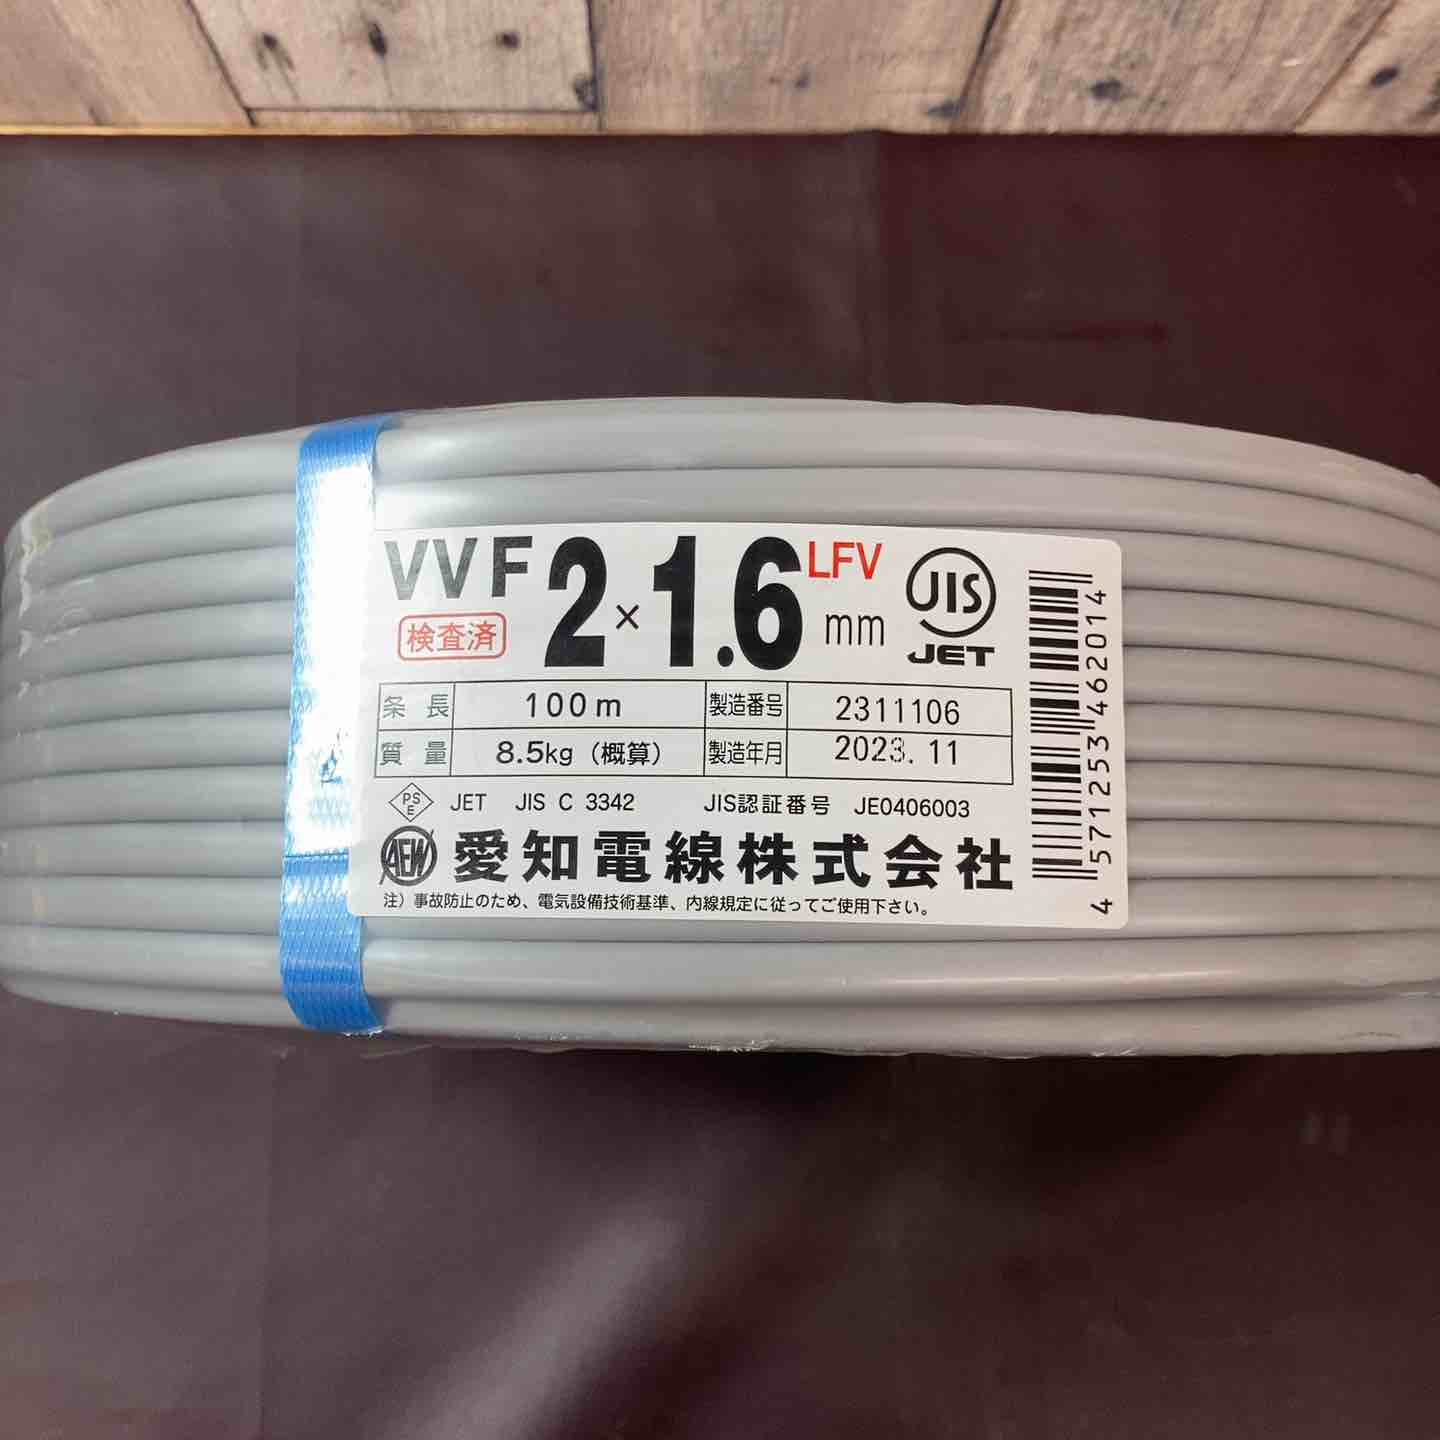 VVF 2×1.6 mm LFV
検査済
JIS
JET
条長 100m 製造番号 2311106
質量 8.5kg（概算） 製造年月 2023.11
PSE JET JIS C 3342 JIS認証番号 JE0406003
AEW 愛知電線株式会社
注）事故防止のため、電気設備技術基準、内線規定に従ってご使用下さい。
4571253462014